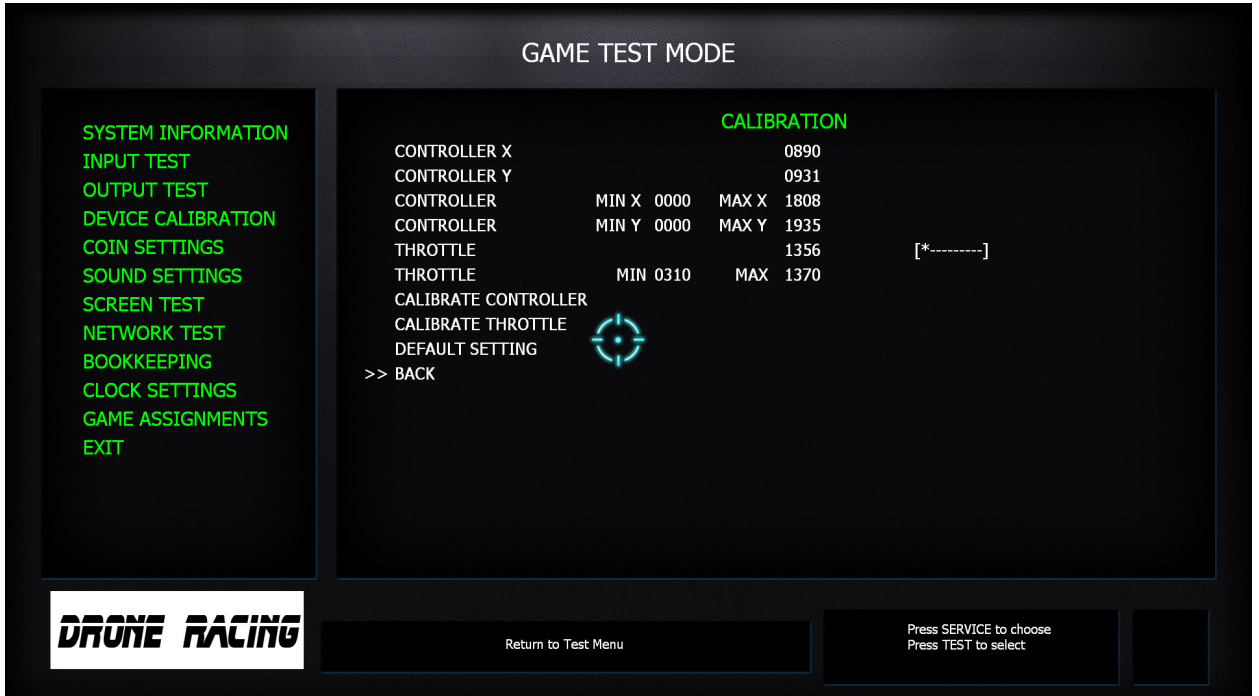 GAME TEST MODE
SYSTEM INFORMATION
INPUT TEST
OUTPUT TEST
DEVICE CALIBRATION
COIN SETTINGS
SOUND SETTINGS
SCREEN TEST
NETWORK TEST
BOOKKEEPING
CLOCK SETTINGS
GAME ASSIGNMENTS
EXIT
CALIBRATION
CONTROLLER X 0890
CONTROLLER Y 0931
CONTROLLER MIN X 0000 MAX X 1808
CONTROLLER MIN Y 0000 MAX Y 1935
THROTTLE 1356 [*---------]
THROTTLE MIN 0310 MAX 1370
CALIBRATE CONTROLLER
CALIBRATE THROTTLE
DEFAULT SETTING
>> BACK
DRONE RACING
Return to Test Menu
Press SERVICE to choose
Press TEST to select